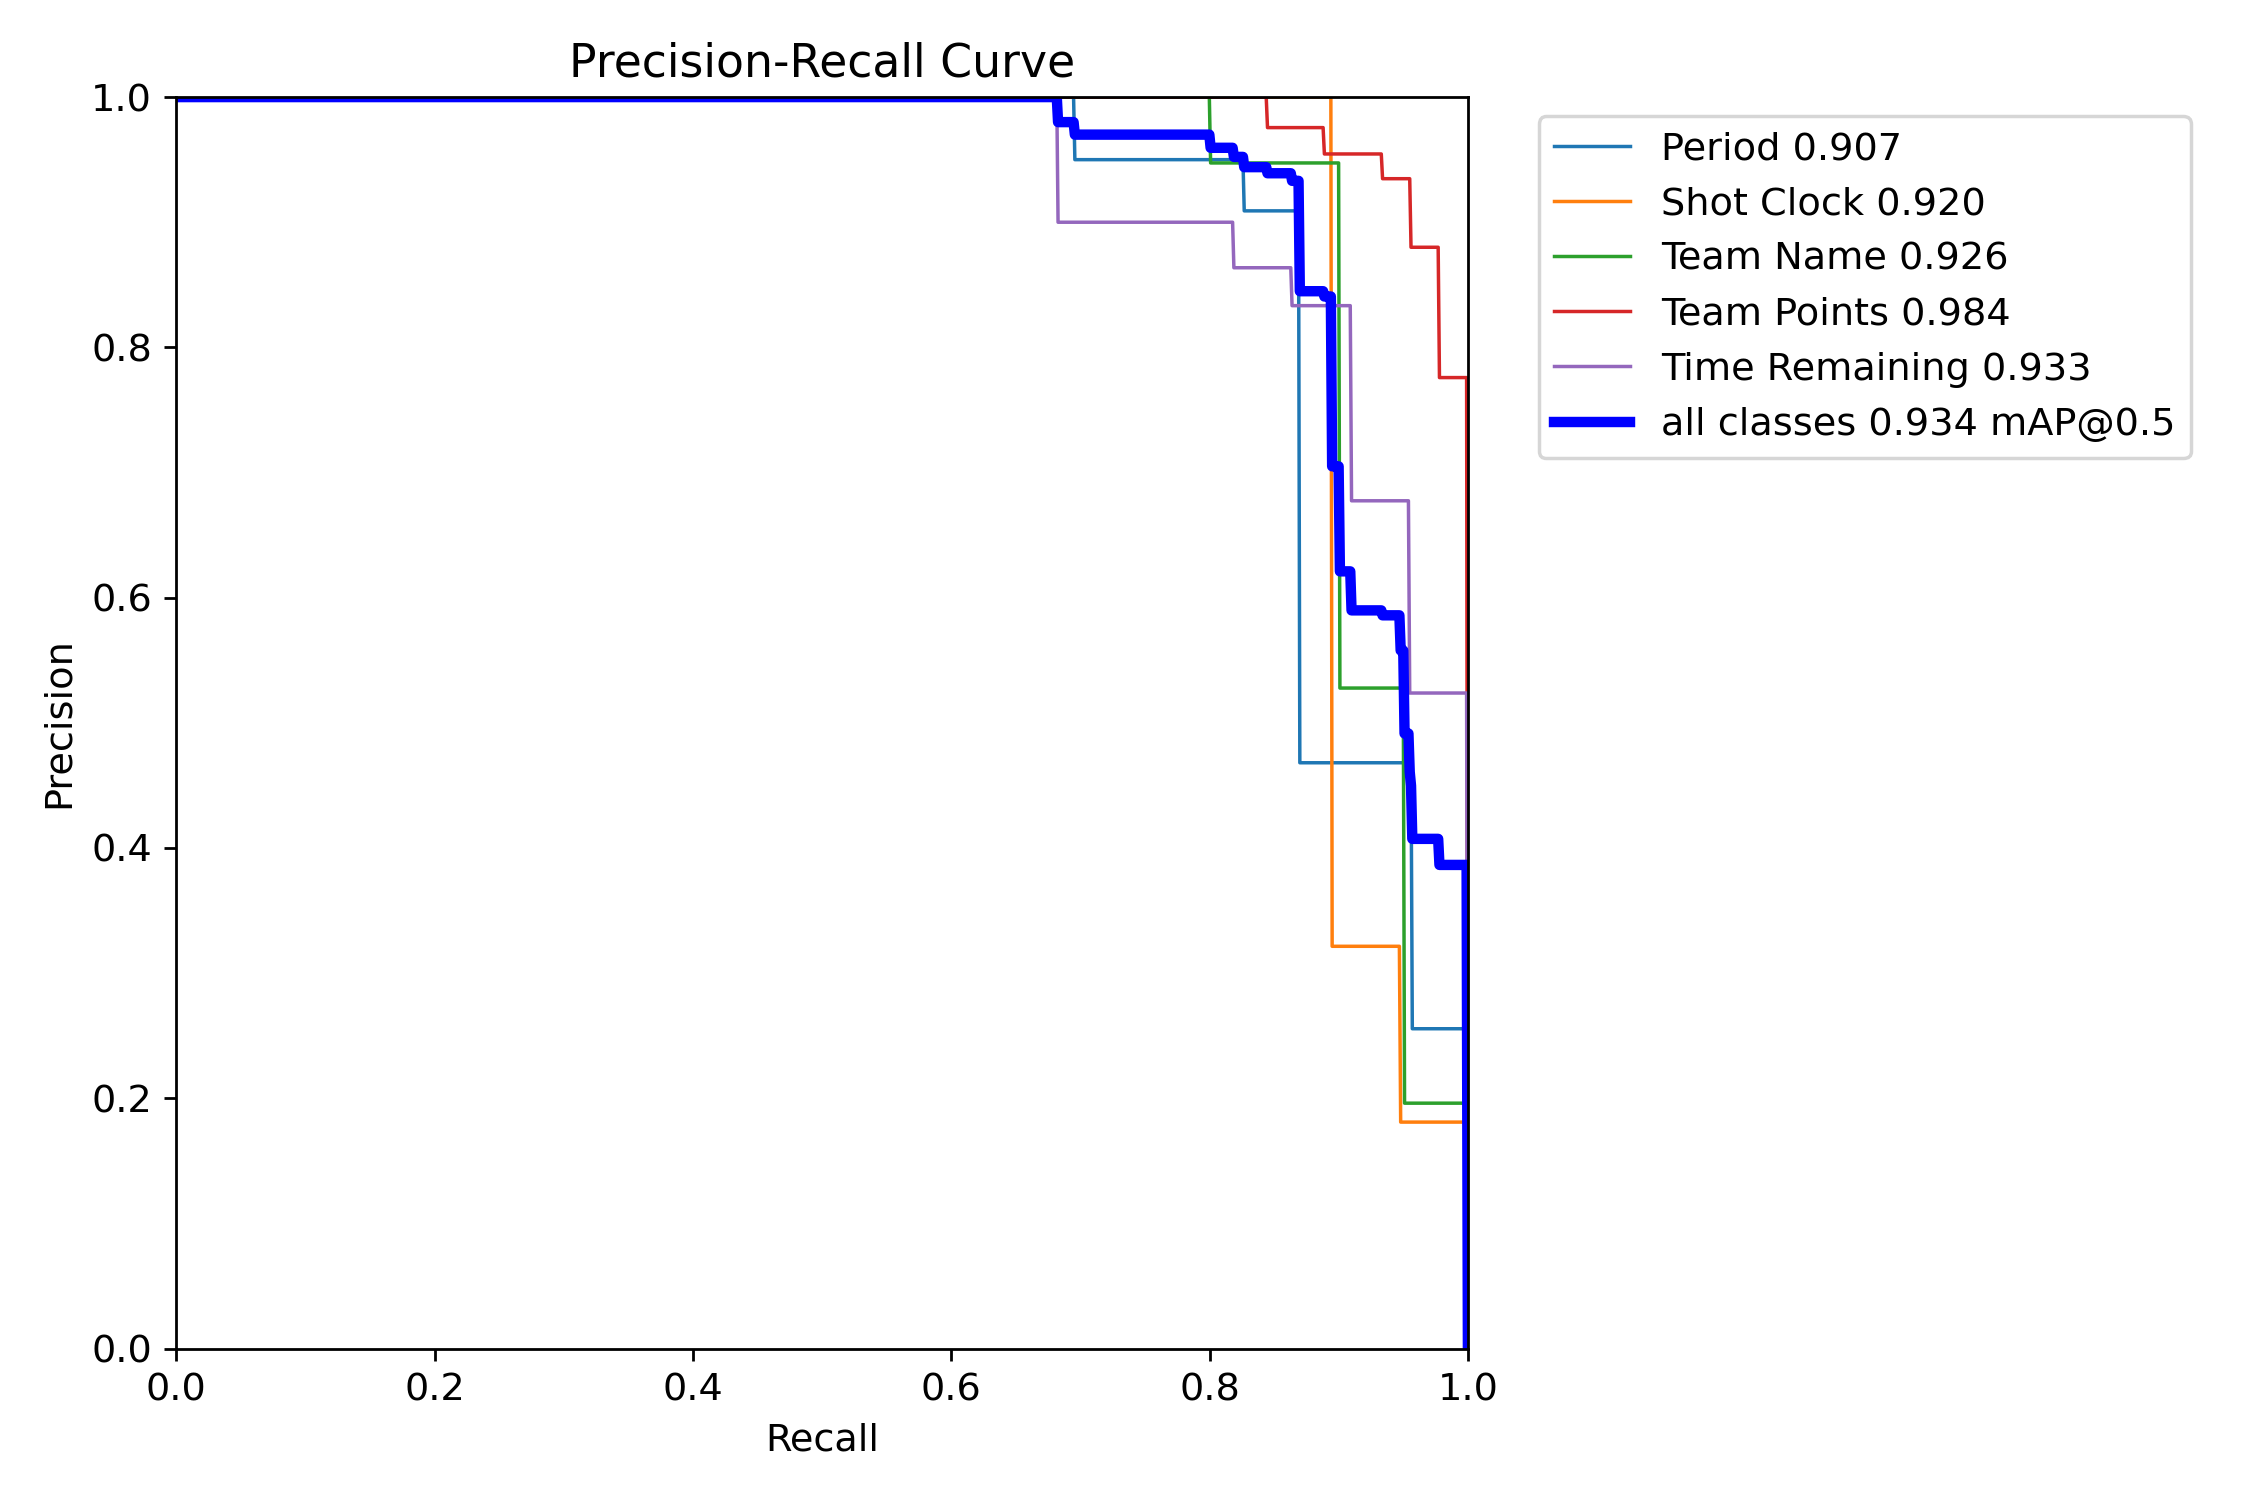 Precision-Recall Curve
1.0
0.8
0.6
0.4
0.2
0.0
Precision
0.0 0.2 0.4 0.6 0.8 1.0
Recall
Period 0.907
Shot Clock 0.920
Team Name 0.926
Team Points 0.984
Time Remaining 0.933
all classes 0.934 mAP@0.5